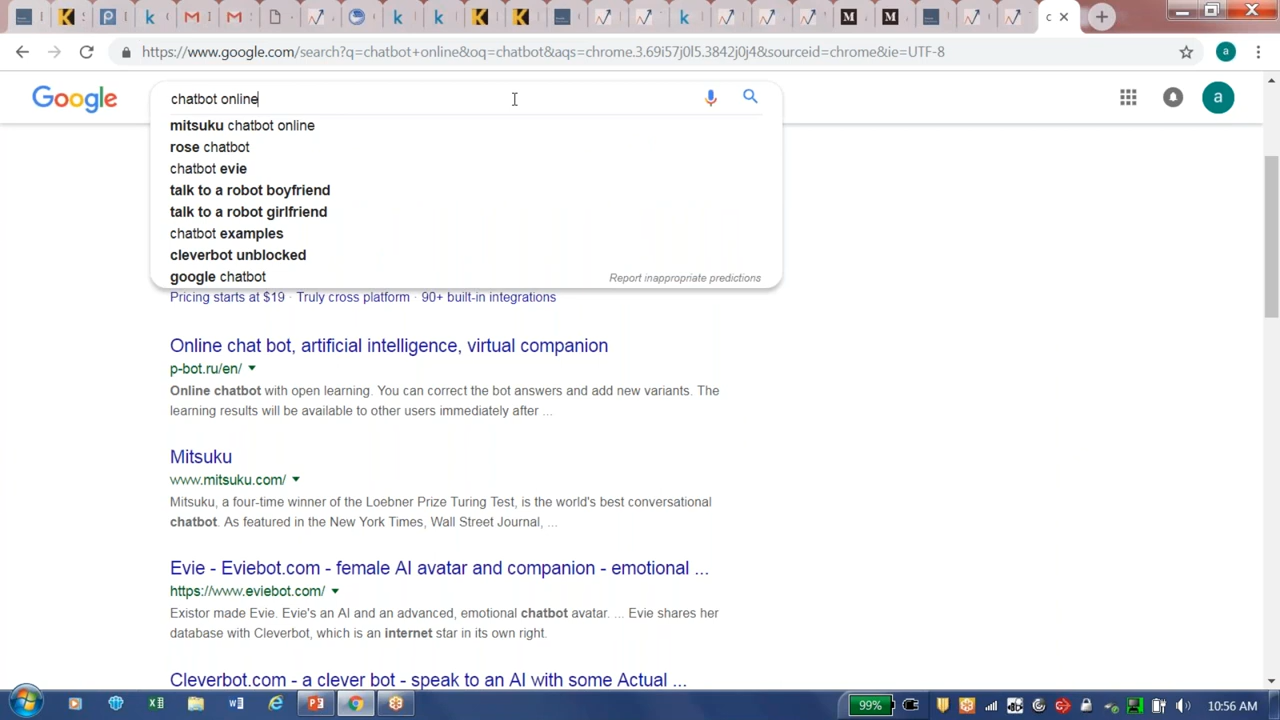 c
https://www.google.com/search?q=chatbot+online&oq=chatbot&aqs=chrome.3.69i57j0l5.3842j0j4&sourceid=chrome&ie=UTF-8
a
Google
chatbot online
a
mitsuku chatbot online
rose chatbot
chatbot evie
talk to a robot boyfriend
talk to a robot girlfriend
chatbot examples
cleverbot unblocked
google chatbot
Report inappropriate predictions
Pricing starts at $19 · Truly cross platform · 90+ built-in integrations
Online chat bot, artificial intelligence, virtual companion
p-bot.ru/en/
Online chatbot with open learning. You can correct the bot answers and add new variants. The
learning results will be available to other users immediately after ...
Mitsuku
www.mitsuku.com/
Mitsuku, a four-time winner of the Loebner Prize Turing Test, is the world's best conversational
chatbot. As featured in the New York Times, Wall Street Journal, ...
Evie - Eviebot.com - female AI avatar and companion - emotional ...
https://www.eviebot.com/
Existor made Evie. Evie's an AI and an advanced, emotional chatbot avatar. ... Evie shares her
database with Cleverbot, which is an internet star in its own right.
Cleverbot.com - a clever bot - speak to an AI with some Actual ...
99%
10:56 AM